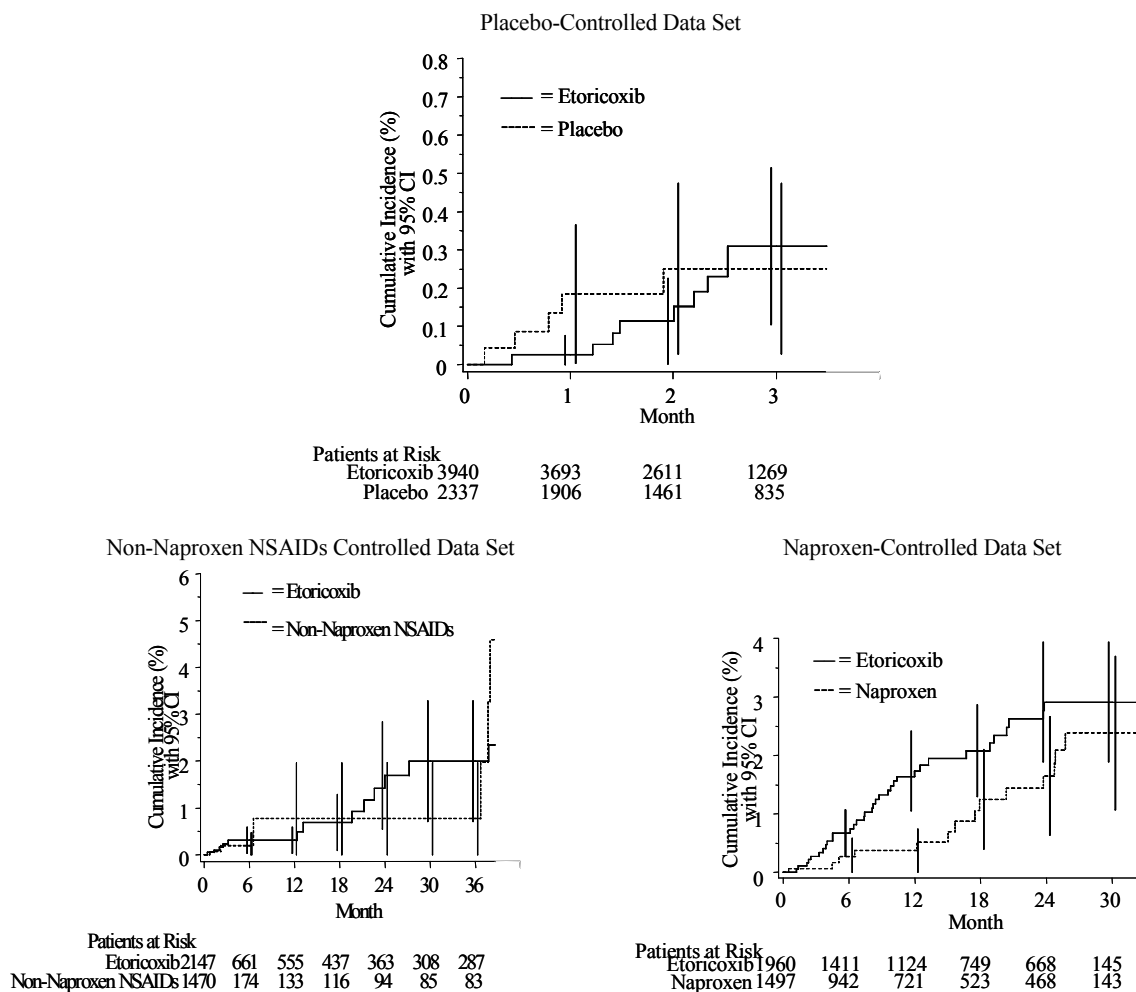 Placebo-Controlled Data Set
0.8
0.7
0.6
0.5
0.4
0.3
0.2
0.1
0
Cumulative Incidence (%)
with 95% CI
= Etoricoxib
= Placebo
0 1 2 3
Month
Patients at Risk
Etoricoxib 3940 3693 2611 1269
Placebo 2337 1906 1461 835
Non-Naproxen NSAIDs Controlled Data Set
6
5
4
3
2
1
0
Cumulative Incidence (%)
with 95% CI
= Etoricoxib
= Non-Naproxen NSAIDs
0 6 12 18 24 30 36
Month
Patients at Risk
Etoricoxib 2147 661 555 437 363 308 287
Non-Naproxen NSAIDs 1470 174 133 116 94 85 83
Naproxen-Controlled Data Set
4
3
2
1
0
Cumulative Incidence (%)
with 95% CI
= Etoricoxib
= Naproxen
0 6 12 18 24 30
Month
Patients at Risk
Etoricoxib 1960 1411 1124 749 668 145
Naproxen 1497 942 721 523 468 143